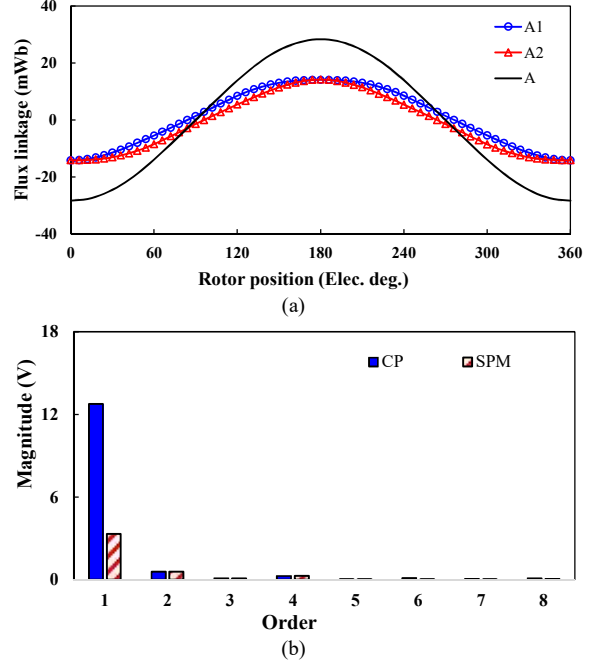 Flux linkage (mWb)
40
20
0
-20
-40
A1
A2
A
0 60 120 180 240 300 360
Rotor position (Elec. deg.)
(a)
Magnitude (V)
18
12
6
0
CP SPM
1 2 3 4 5 6 7 8
Order
(b)